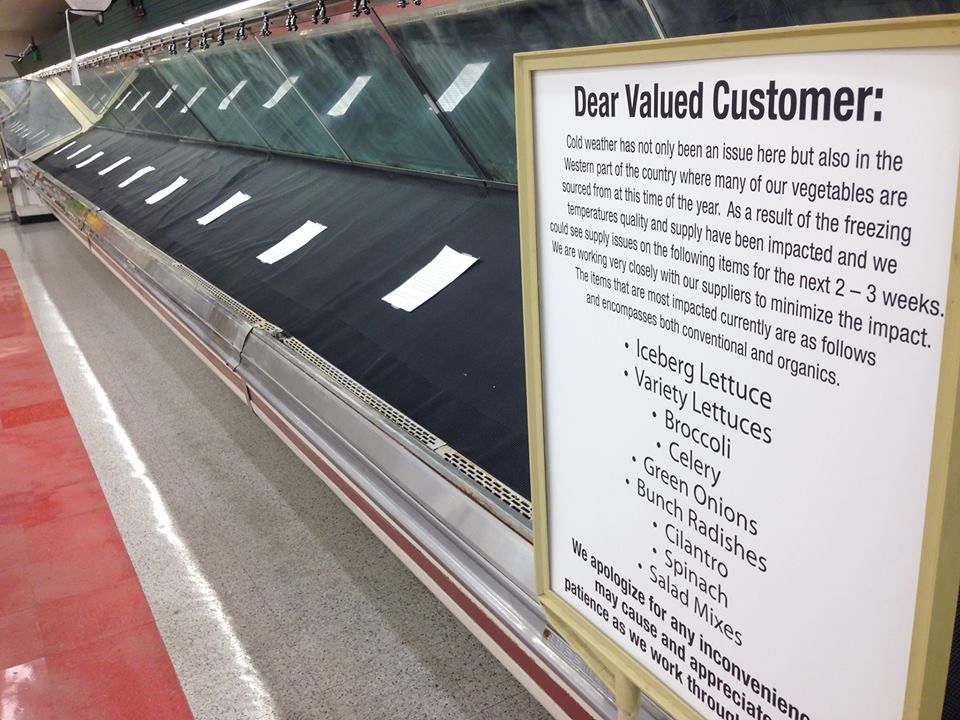 Dear Valued Customer:
Cold weather has not only been an issue here but also in the
Western part of the country where many of our vegetables are
sourced from at this time of the year. As a result of the freezing
temperatures quality and supply have been impacted and we
could see supply issues on the following items for the next 2 – 3 weeks.
We are working very closely with our suppliers to minimize the impact.
The items that are most impacted currently are as follows
and encompasses both conventional and organics.
• Iceberg Lettuce
• Variety Lettuces
• Broccoli
• Celery
• Green Onions
• Bunch Radishes
• Cilantro
• Spinach
• Salad Mixes
We apologize for any inconvenienc
may cause and appreciat
patience as we work throug